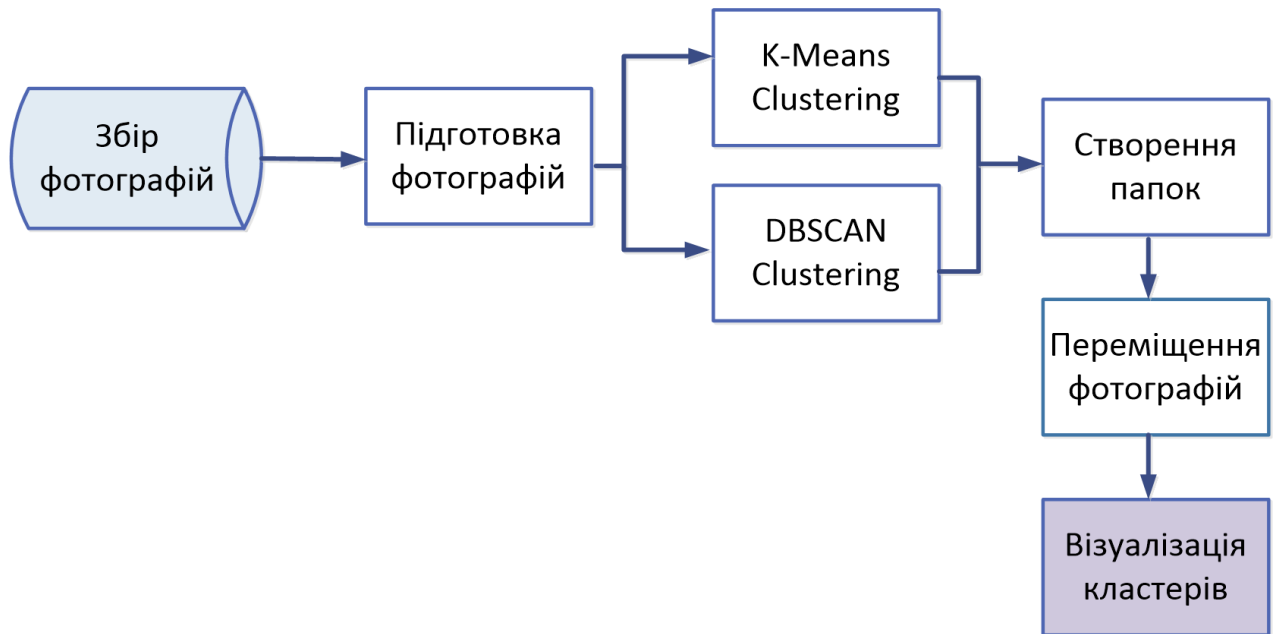 Збір
фотографій
Підготовка
фотографій
K-Means
Clustering
DBSCAN
Clustering
Створення
папок
Переміщення
фотографій
Візуалізація
кластерів